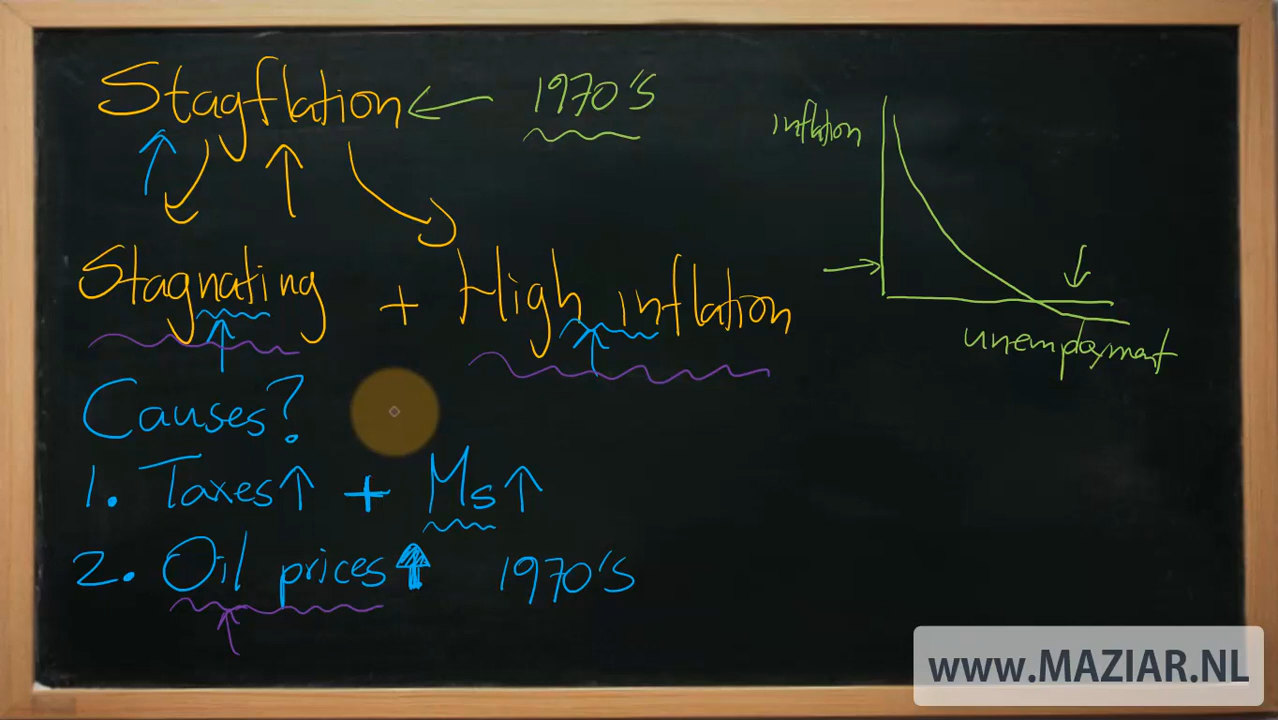 Stagflation ← 1970's
Stagnating + High inflation
Causes?
1. Taxes↑ + Ms↑
2. Oil prices↑ 1970's
inflation
unemployment
www.MAZIAR.NL